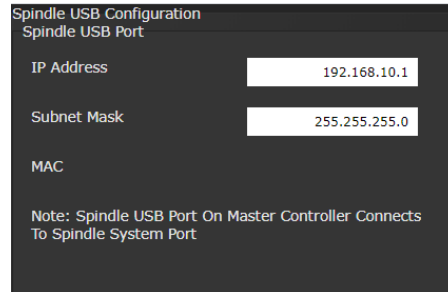 Spindle USB Configuration
Spindle USB Port
IP Address
192.168.10.1
Subnet Mask
255.255.255.0
MAC
Note: Spindle USB Port On Master Controller Connects
To Spindle System Port